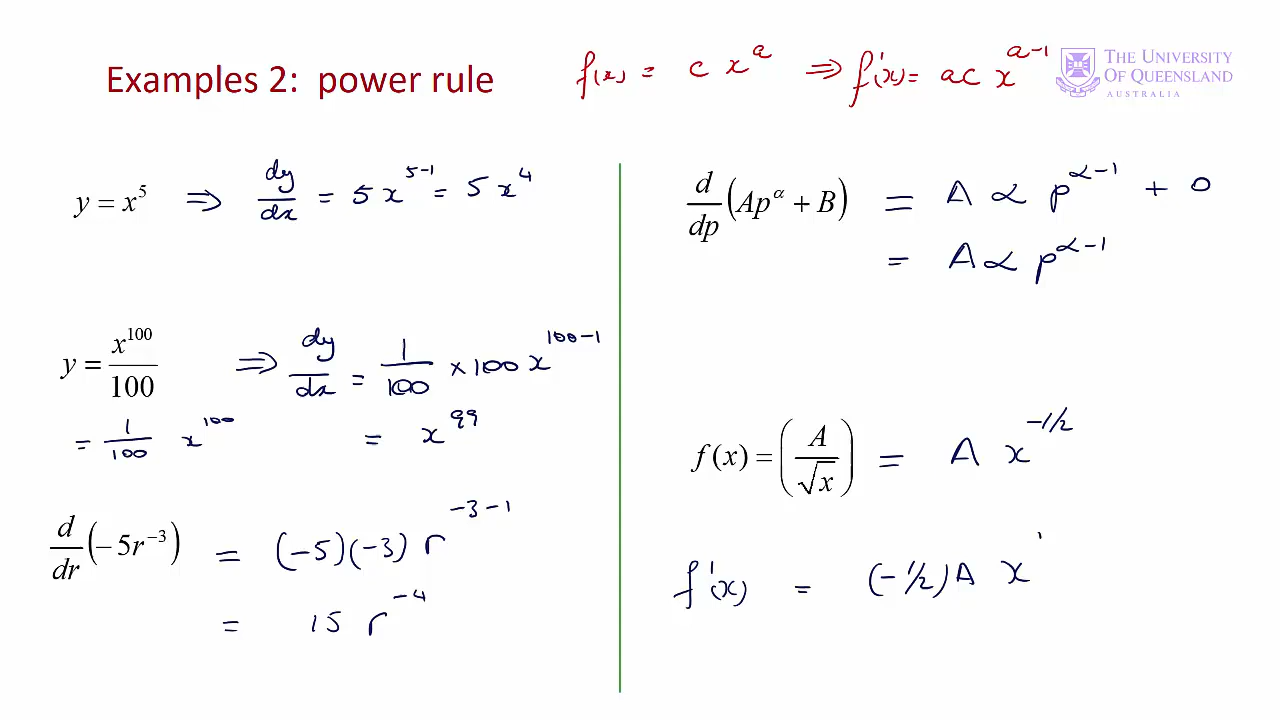 Examples 2: power rule
f(x) = c x^a ⇒ f'(x) = ac x^(a-1)
THE UNIVERSITY
OF QUEENSLAND
AUSTRALIA
y = x^5 ⇒ dy/dx = 5x^(5-1) = 5x^4
y = x^100/100 ⇒ dy/dx = 1/100 × 100 x^(100-1)
= 1/100 x^100 = x^99
d/dr(-5r^-3) = (-5)(-3) r^(-3-1)
= 15 r^-4
d/dp(Ap^α + B) = A α p^(α-1) + 0
= A α p^(α-1)
f(x) = (A/√x) = A x^(-1/2)
f'(x) = (-1/2)A x